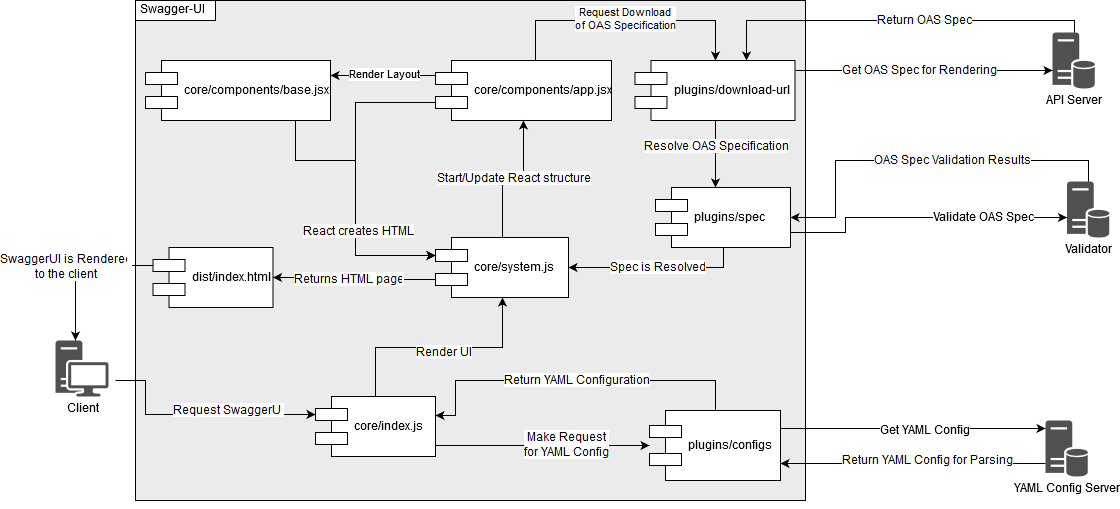 Swagger-UI
Request Download
of OAS Specification
Return OAS Spec
core/components/base.jsx
Render Layout
core/components/app.jsx
plugins/download-url
Get OAS Spec for Rendering
API Server
Resolve OAS Specification
OAS Spec Validation Results
Start/Update React structure
plugins/spec
Validate OAS Spec
Validator
React creates HTML
SwaggerUI is Rendere
to the client
dist/index.html
Returns HTML page
core/system.js
Spec is Resolved
Render UI
Client
Request SwaggerU
Return YAML Configuration
core/index.js
Make Request
for YAML Config
plugins/configs
Get YAML Config
Return YAML Config for Parsing
YAML Config Server